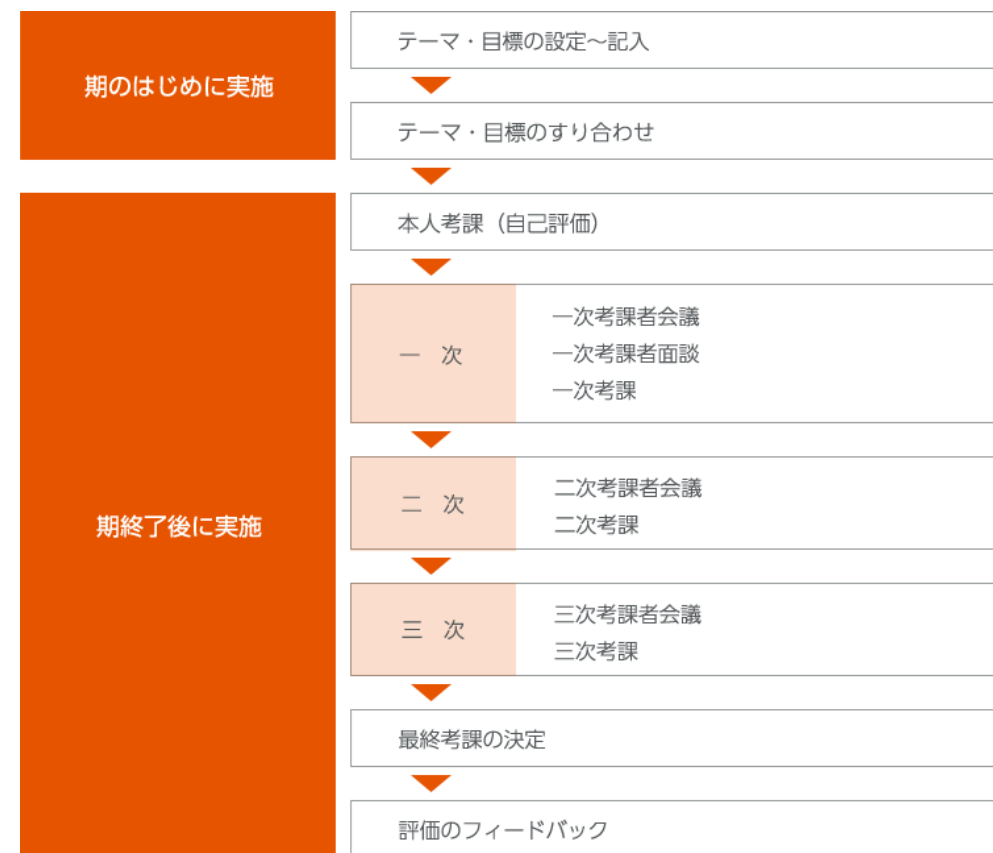 期のはじめに実施
テーマ・目標の設定～記入
テーマ・目標のすり合わせ
期終了後に実施
本人考課（自己評価）
一　次
一次考課者会議
一次考課者面談
一次考課
二　次
二次考課者会議
二次考課
三　次
三次考課者会議
三次考課
最終考課の決定
評価のフィードバック